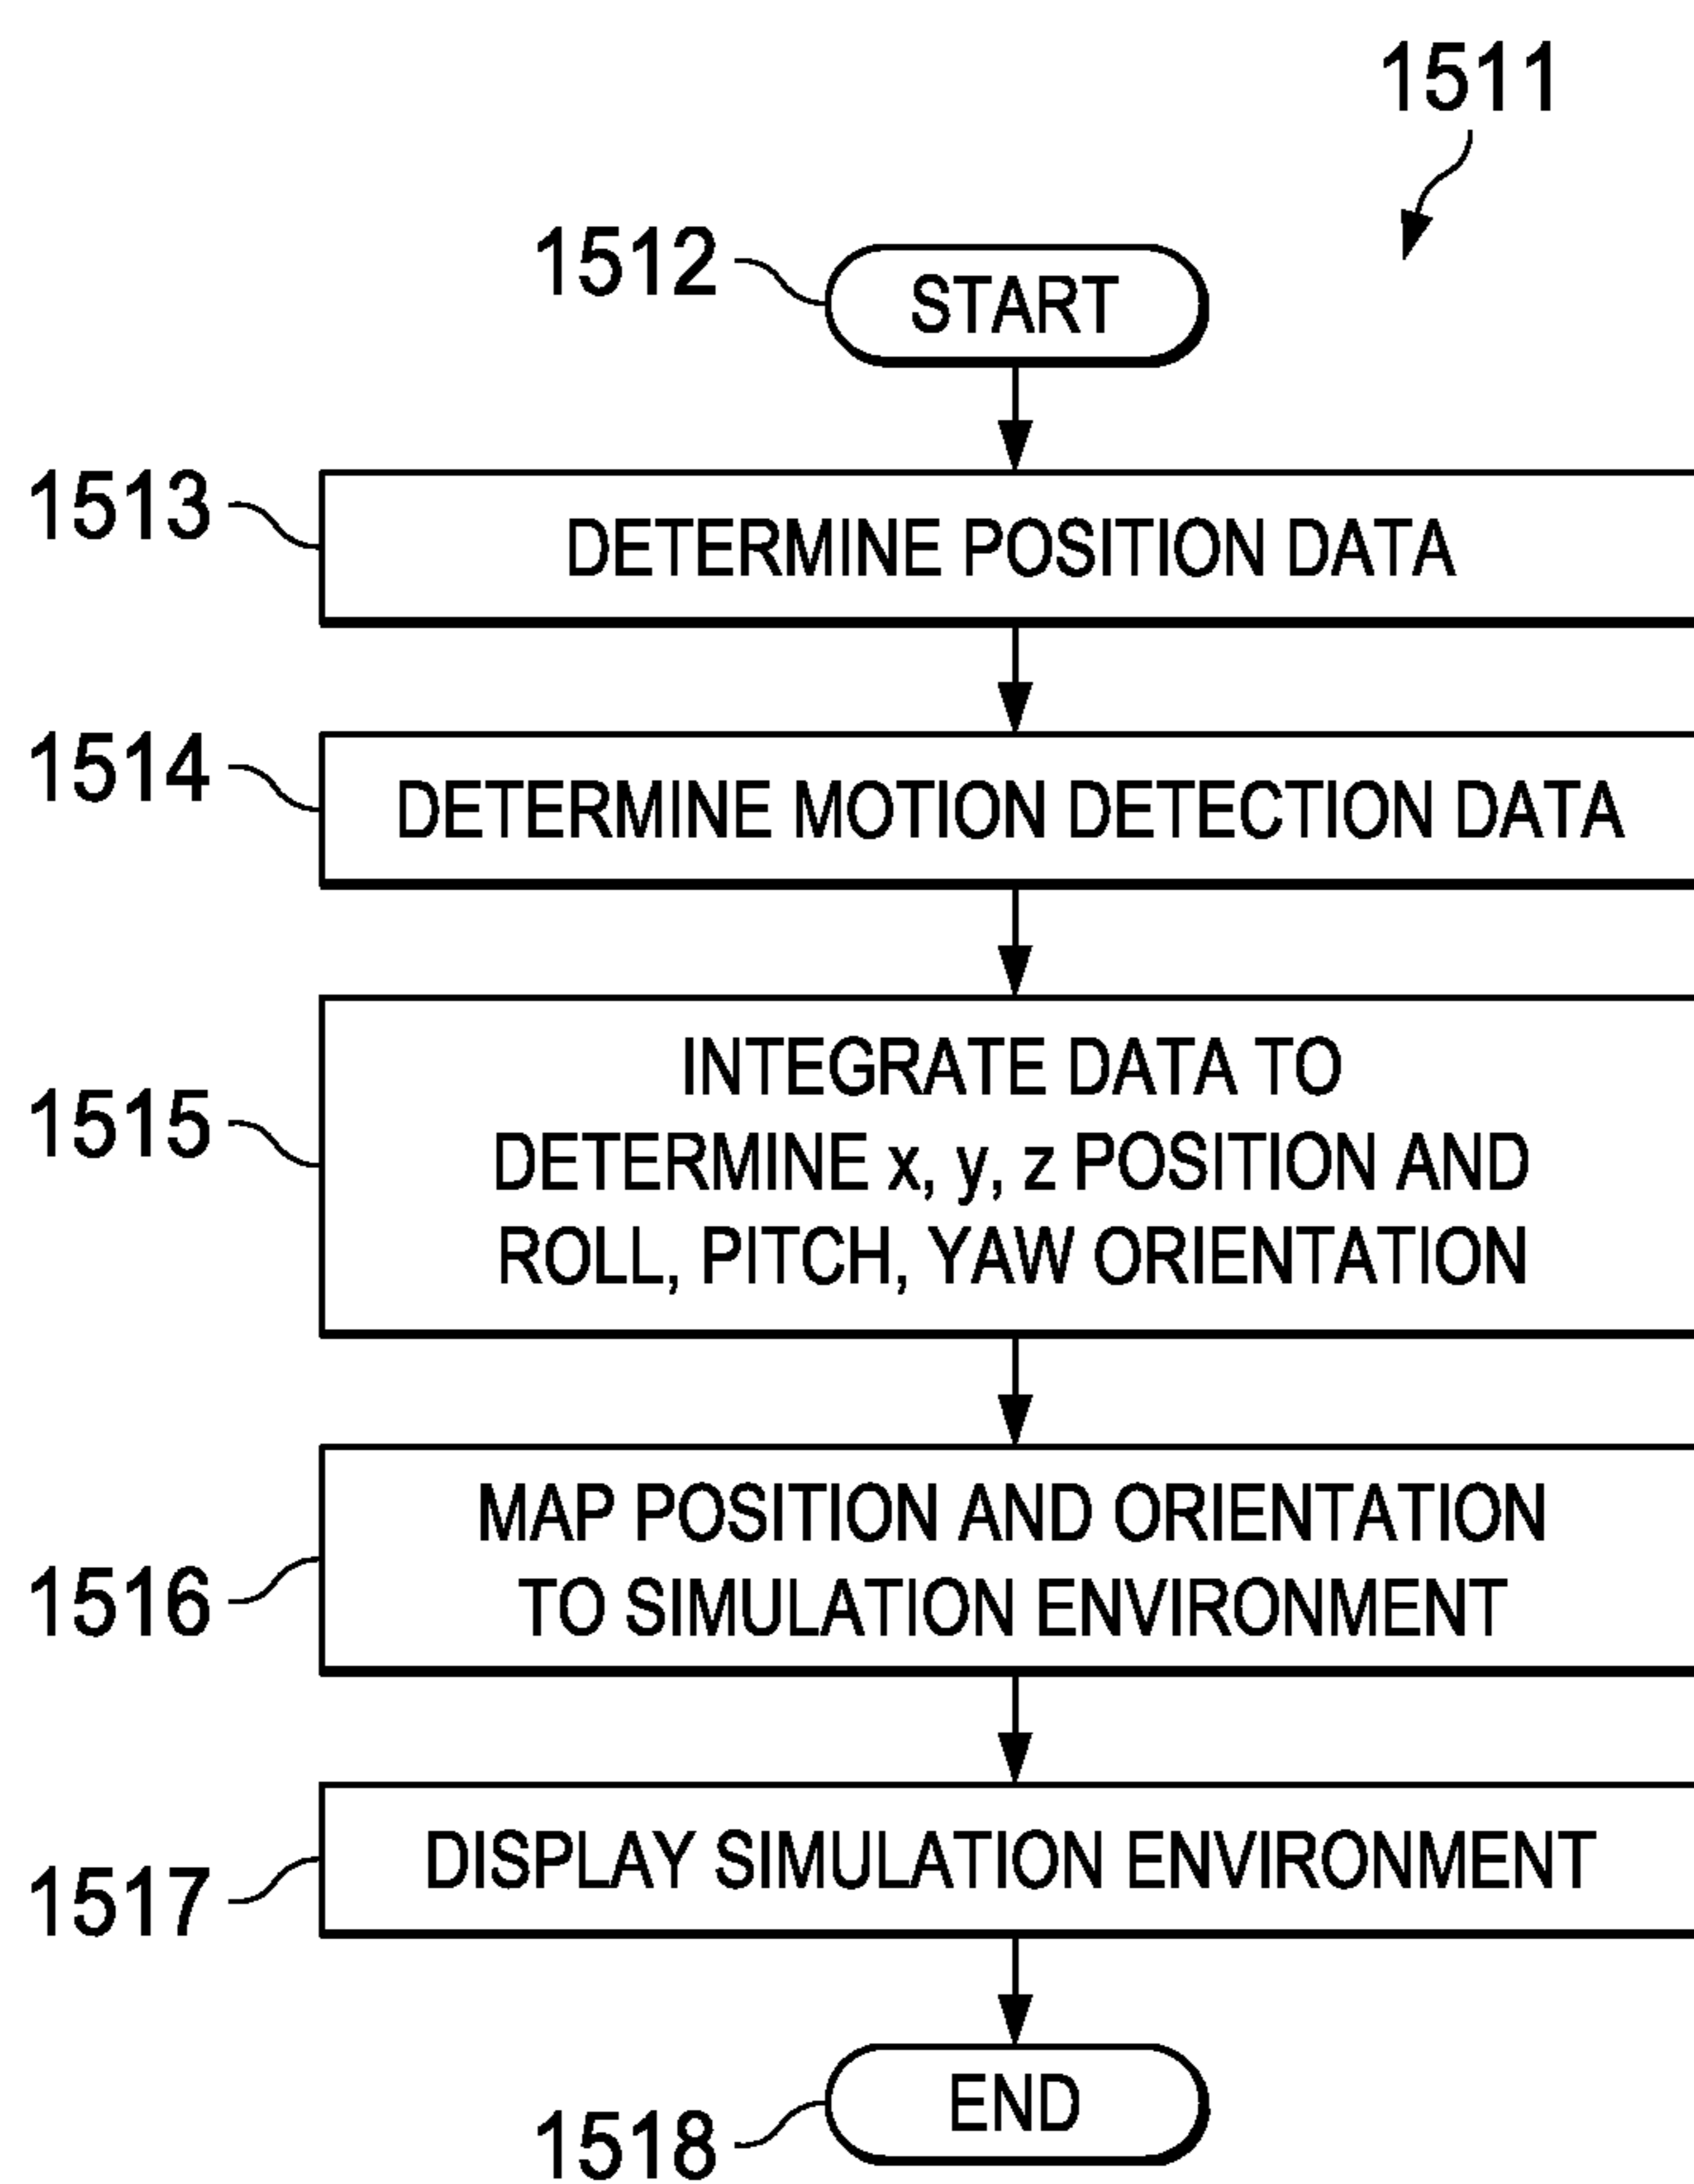 1511
1512
START
1513
DETERMINE POSITION DATA
1514
DETERMINE MOTION DETECTION DATA
1515
INTEGRATE DATA TO
DETERMINE x, y, z POSITION AND
ROLL, PITCH, YAW ORIENTATION
1516
MAP POSITION AND ORIENTATION
TO SIMULATION ENVIRONMENT
1517
DISPLAY SIMULATION ENVIRONMENT
1518
END